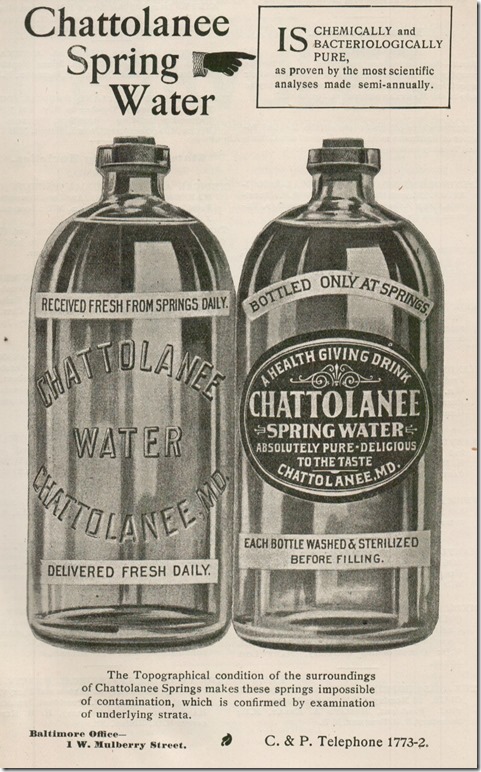 Chattolanee
Spring
Water
IS CHEMICALLY and
BACTERIOLOGICALLY
PURE,
as proven by the most scientific
analyses made semi-annually.
RECEIVED FRESH FROM SPRINGS DAILY.
CHATTOLANEE
WATER
CHATTOLANEE, MD.
DELIVERED FRESH DAILY.
BOTTLED ONLY AT SPRINGS
A HEALTH GIVING DRINK
CHATTOLANEE
SPRING WATER
ABSOLUTELY PURE-DELICIOUS
TO THE TASTE
CHATTOLANEE, MD.
EACH BOTTLE WASHED & STERILIZED
BEFORE FILLING.
The Topographical condition of the surroundings
of Chattolanee Springs makes these springs impossible
of contamination, which is confirmed by examination
of underlying strata.
Baltimore Office—
1 W. Mulberry Street.
C. & P. Telephone 1773-2.